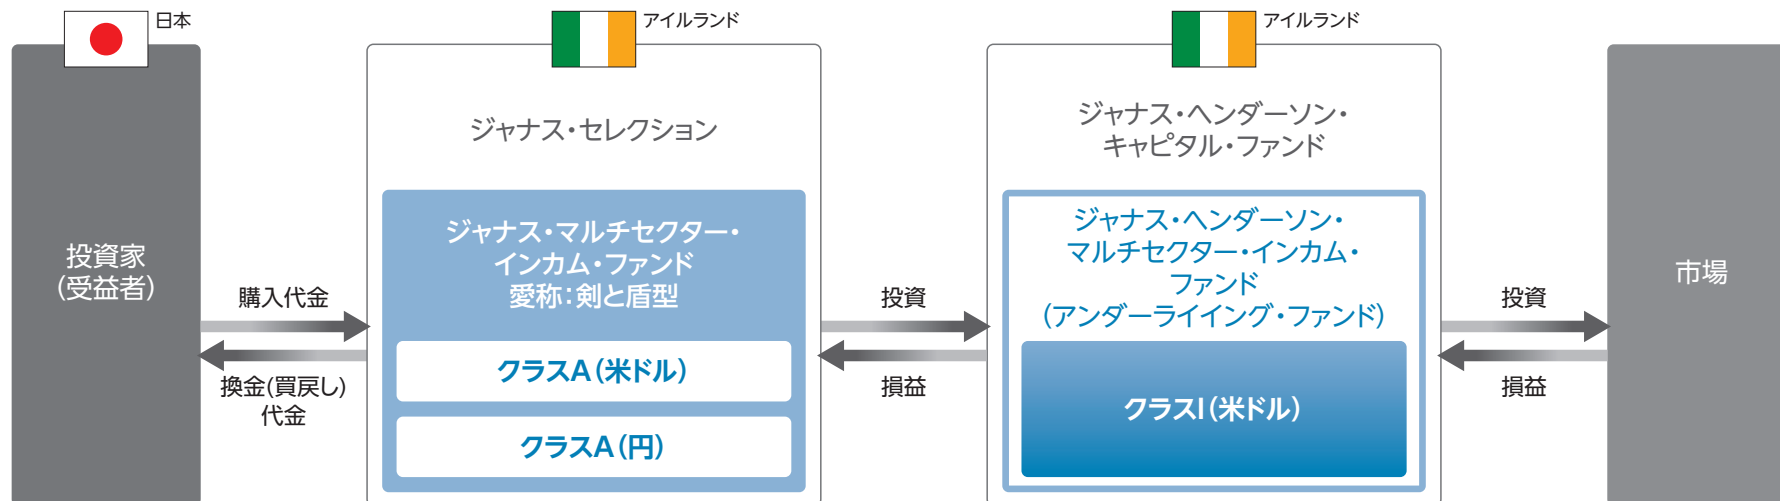 日本
投資家
(受益者)
購入代金
換金(買戻し)
代金
アイルランド
ジャナス・セレクション
ジャナス・マルチセクター・
インカム・ファンド
愛称：剣と盾型
クラスA（米ドル）
クラスA（円）
投資
損益
アイルランド
ジャナス・ヘンダーソン・
キャピタル・ファンド
ジャナス・ヘンダーソン・
マルチセクター・インカム・
ファンド
（アンダーライイング・ファンド）
クラスI（米ドル）
投資
損益
市場